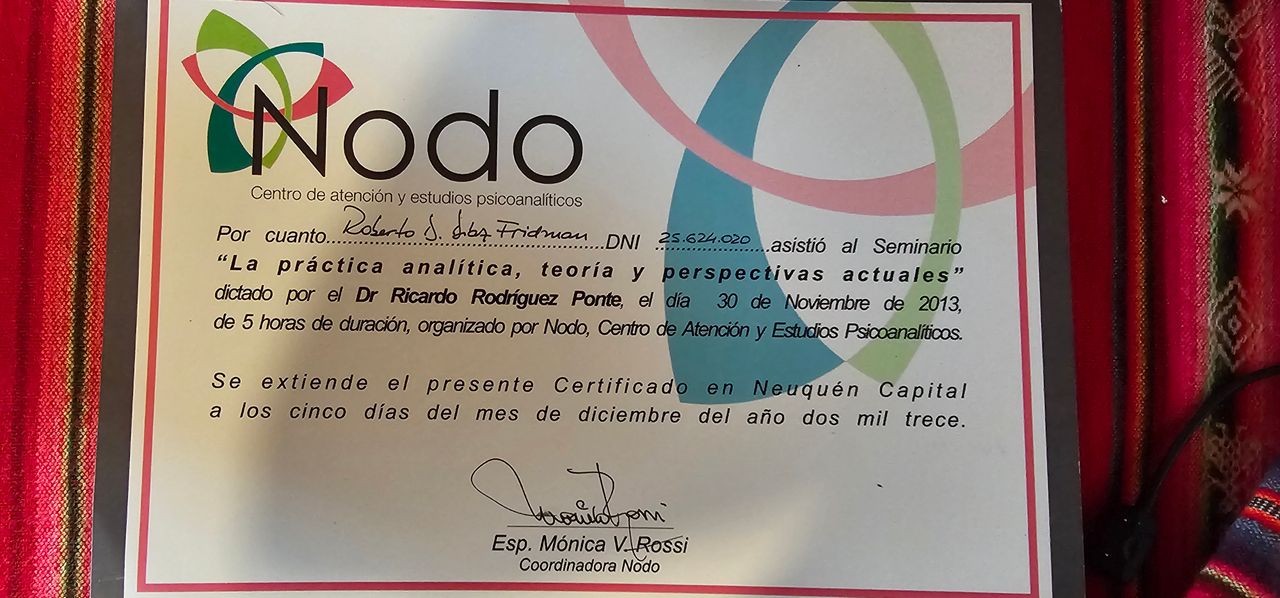 Nodo
Centro de atención y estudios psicoanalíticos
Por cuanto Roberto J. Fridman DNI 25.624.020 asistió al Seminario
"La práctica analítica, teoría y perspectivas actuales"
dictado por el Dr Ricardo Rodríguez Ponte, el día 30 de Noviembre de 2013,
de 5 horas de duración, organizado por Nodo, Centro de Atención y Estudios Psicoanalíticos.
Se extiende el presente Certificado en Neuquén Capital
a los cinco días del mes de diciembre del año dos mil trece.
Esp. Mónica V. Rossi
Coordinadora Nodo